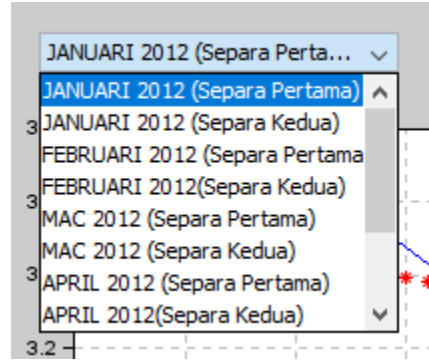 JANUARI 2012 (Separa Perta...
JANUARI 2012 (Separa Pertama)
JANUARI 2012 (Separa Kedua)
FEBRUARI 2012 (Separa Pertama
FEBRUARI 2012(Separa Kedua)
MAC 2012 (Separa Pertama)
MAC 2012 (Separa Kedua)
APRIL 2012 (Separa Pertama)
APRIL 2012(Separa Kedua)
3.2